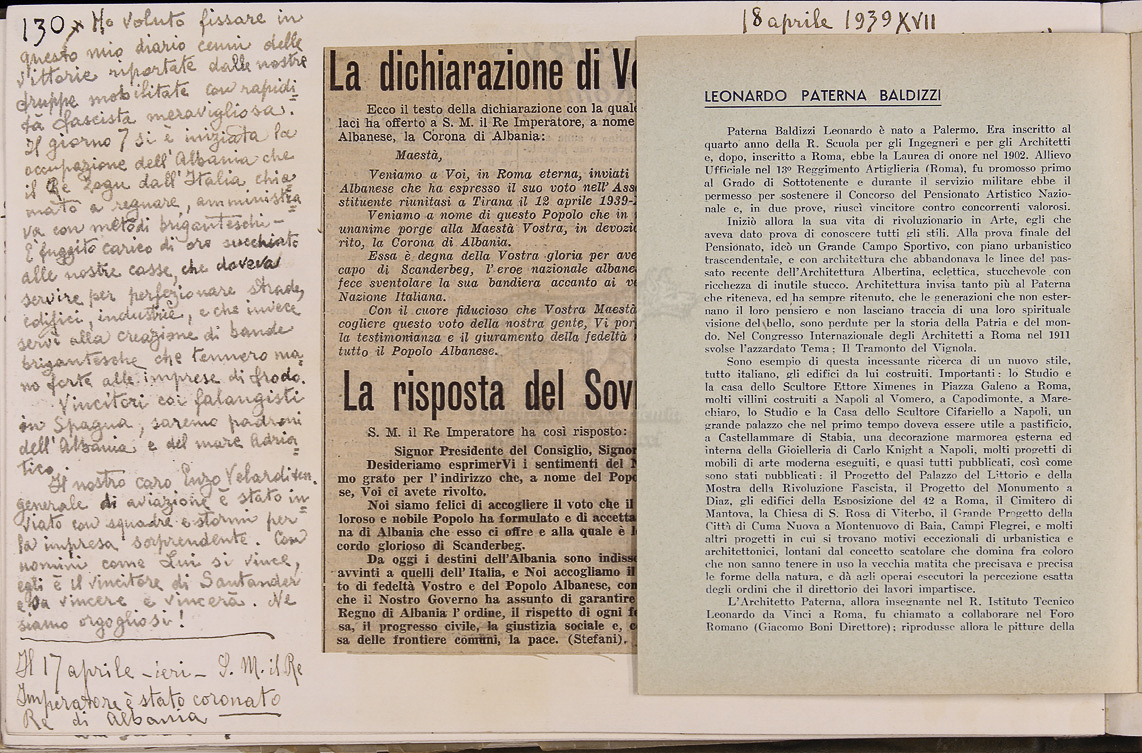 130 Ho voluto fissare in
questo mio diario cenni delle
vittorie riportate dalle nostre
truppe mobilitate con rapidi=
tà fascista meravigliosa.
Il giorno 7 si è iniziata la
occupazione dell'Albania che
il Re Zogu dall'Italia chia
mato a regnare, amministra
va con metodi briganteschi -
È fuggito carico di oro succhiato
alle nostre casse, che doveva
servire per perfezionare strade,
edifici, industrie, e che invece
servì alla creazione di bande
brigantesche che tennero ma=
no forte alle imprese di frodo.
Vincitori coi falangisti
in Spagna, saremo padroni
dell'Albania e del mare Adria
tico.
Il nostro caro Enzo Velardi
generale di aviazione è stato in=
viato con squadre e stormi per
la impresa sorprendente. Con
uomini come Lui si vince,
egli è il vincitore di Santander
vincere e vincerà. Ne
siamo orgogliosi!
Il 17 aprile - ieri - S. M. il Re
Imperatore è stato coronato
Re di Albania
18 aprile 1939 XVII
La dichiarazione di Ve
Ecco il testo della dichiarazione con la qual
laci ha offerto a S. M. il Re Imperatore, a nome
Albanese, la Corona di Albania:
Maestà,
Veniamo a Voi, in Roma eterna, inviati
Albanese che ha espresso il suo voto nell'Ass
stituente riunitasi a Tirana il 12 aprile 1939-
Veniamo a nome di questo Popolo che in
unanime porge alla Maestà Vostra, in devozio
rito, la Corona di Albania.
Essa è degna della Vostra gloria per ave
capo di Scanderbeg, l'eroe nazionale albane
fece sventolare la sua bandiera accanto ai v
Nazione Italiana.
Con il cuore fiducioso che Vostra Maestà
cogliere questo voto della nostra gente, Vi por
la testimonianza e il giuramento della fedeltà
tutto il Popolo Albanese.
La risposta del Sov
S. M. il Re Imperatore ha così risposto:
Signor Presidente del Consiglio, Signor
Desideriamo esprimerVi i sentimenti del
mo grato per l'indirizzo che, a nome del Popo
se, Voi ci avete rivolto.
Noi siamo felici di accogliere il voto che il
loroso e nobile Popolo ha formulato e di accetta
na di Albania che esso ci offre e alla quale è l
cordo glorioso di Scanderbeg.
Da oggi i destini dell'Albania sono indiss
avvinti a quelli dell'Italia, e Noi accogliamo il
to di fedeltà Vostro e del Popolo Albanese, con
che il Nostro Governo ha assunto di garantire
Regno di Albania l'ordine, il rispetto di ogni f
sa, il progresso civile, la giustizia sociale e, c
sa delle frontiere comuni, la pace. (Stefani).
LEONARDO PATERNA BALDIZZI
Paterna Baldizzi Leonardo è nato a Palermo. Era inscritto al
quarto anno della R. Scuola per gli Ingegneri e per gli Architetti
e, dopo, inscritto a Roma, ebbe la Laurea di onore nel 1902. Allievo
Ufficiale nel 13º Reggimento Artiglieria (Roma), fu promosso primo
al Grado di Sottotenente e durante il servizio militare ebbe il
permesso per sostenere il Concorso del Pensionato Artistico Nazio-
nale e, in due prove, riuscì vincitore contro concorrenti valorosi.
Iniziò allora la sua vita di rivoluzionario in Arte, egli che
aveva dato prova di conoscere tutti gli stili. Alla prova finale del
Pensionato, ideò un Grande Campo Sportivo, con piano urbanistico
trascendentale, e con architettura che abbandonava le linee del pas-
sato recente dell'Architettura Albertina, eclettica, stucchevole con
ricchezza di inutile stucco. Architettura invisa tanto più al Paterna
che riteneva, ed ha sempre ritenuto, che le generazioni che non ester-
nano il loro pensiero e non lasciano traccia di una loro spirituale
visione del bello, sono perdute per la storia della Patria e del mon-
do. Nel Congresso Internazionale degli Architetti a Roma nel 1911
svolse l'azzardato Tema: Il Tramonto del Vignola.
Sono esempio di questa incessante ricerca di un nuovo stile,
tutto italiano, gli edifici da lui costruiti. Importanti: lo Studio e
la casa dello Scultore Ettore Ximenes in Piazza Galeno a Roma,
molti villini costruiti a Napoli al Vomero, a Capodimonte, a Mare-
chiaro, lo Studio e la Casa dello Scultore Cifariello a Napoli, un
grande palazzo che nel primo tempo doveva essere utile a pastificio,
a Castellammare di Stabia, una decorazione marmorea esterna ed
interna della Gioielleria di Carlo Knight a Napoli, molti progetti di
mobili di arte moderna eseguiti, e quasi tutti pubblicati, così come
sono stati pubblicati: il Progetto del Palazzo del Littorio e della
Mostra della Rivoluzione Fascista, il Progetto del Monumento a
Diaz, gli edifici della Esposizione del 42 a Roma, il Cimitero di
Mantova, la Chiesa di S. Rosa di Viterbo, il Grande Progetto della
Città di Cuma Nuova a Montenuovo di Baia, Campi Flegrei, e molti
altri progetti in cui si trovano motivi eccezionali di urbanistica e
architettonici, lontani dal concetto scatolare che domina fra coloro
che non sanno tenere in uso la vecchia matita che precisava e precisa
le forme della natura, e dà agli operai esecutori la percezione esatta
degli ordini che il direttorio dei lavori impartisce.
L'Architetto Paterna, allora insegnante nel R. Istituto Tecnico
Leonardo da Vinci a Roma, fu chiamato a collaborare nel Foro
Romano (Giacomo Boni Direttore); riprodusse allora le pitture della